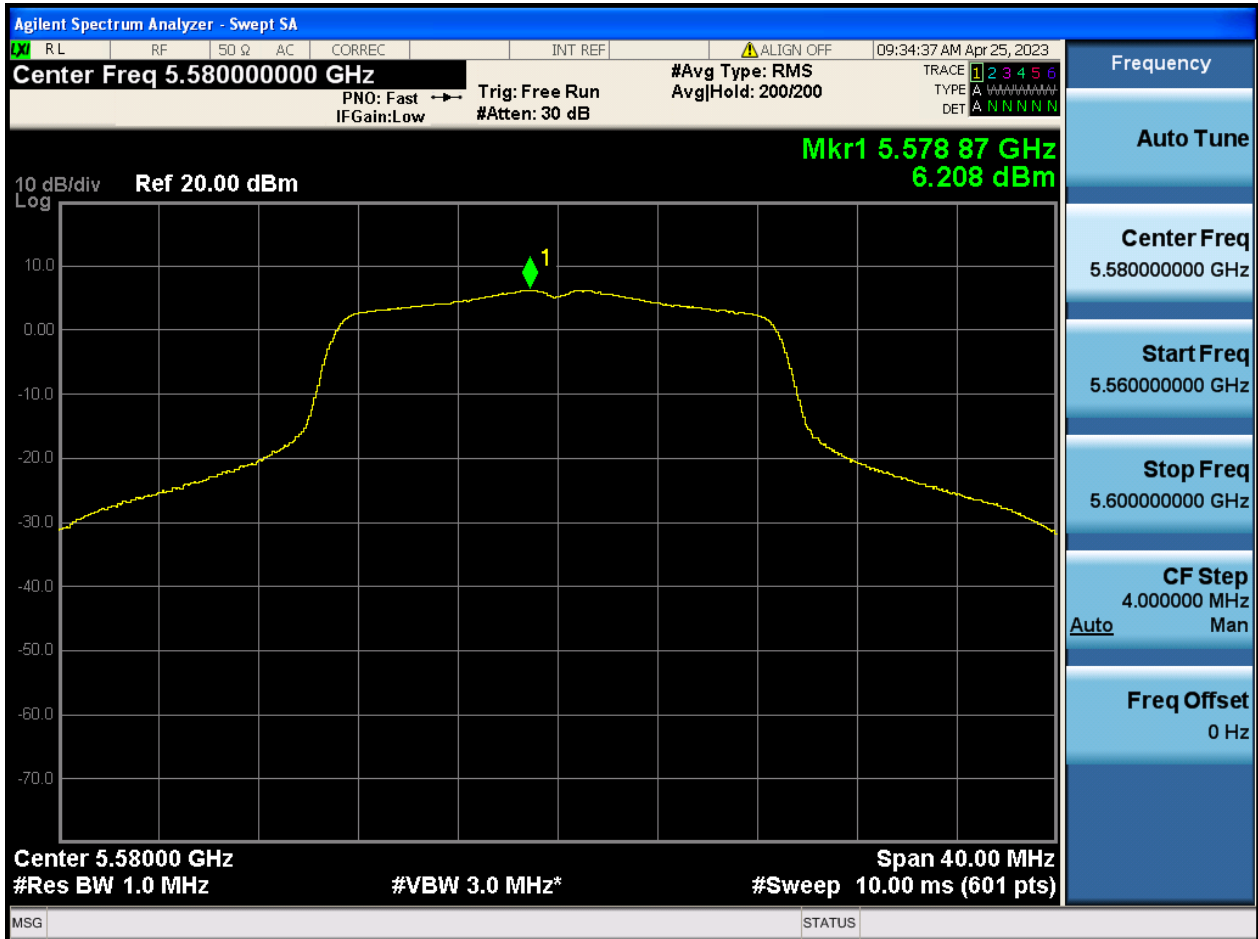 Agilent Spectrum Analyzer - Swept SA
LXI RL RF 50 Ω AC CORREC INT REF ALIGN OFF 09:34:37 AM Apr 25, 2023
Center Freq 5.580000000 GHz
PNO: Fast
IFGain:Low
Trig: Free Run
#Atten: 30 dB
#Avg Type: RMS
Avg|Hold: 200/200
TRACE 1 2 3 4 5 6
TYPE A WWWWW
DET A N N N N N
Mkr1 5.578 87 GHz
6.208 dBm
10 dB/div Ref 20.00 dBm
Log
1
10.0
0.00
-10.0
-20.0
-30.0
-40.0
-50.0
-60.0
-70.0
Center 5.58000 GHz Span 40.00 MHz
#Res BW 1.0 MHz #VBW 3.0 MHz* #Sweep 10.00 ms (601 pts)
MSG STATUS
Frequency
Auto Tune
Center Freq
5.580000000 GHz
Start Freq
5.560000000 GHz
Stop Freq
5.600000000 GHz
CF Step
4.000000 MHz
Auto Man
Freq Offset
0 Hz